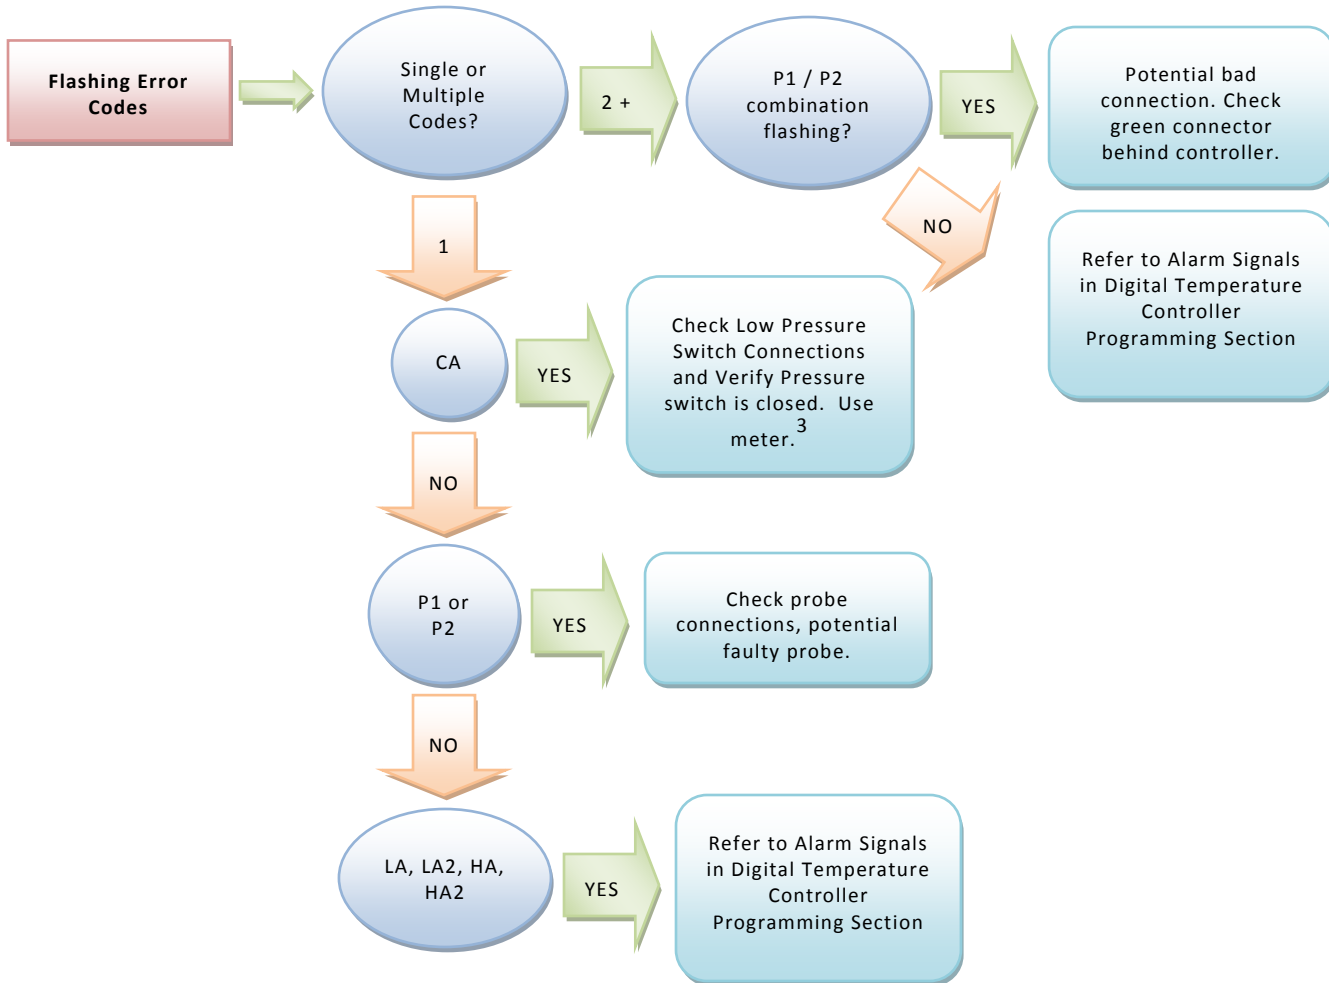 Flashing Error
Codes
Single or
Multiple
Codes?
2 +
P1 / P2
combination
flashing?
YES
Potential bad
connection. Check
green connector
behind controller.
NO
Refer to Alarm Signals
in Digital Temperature
Controller
Programming Section
1
CA
YES
Check Low Pressure
Switch Connections
and Verify Pressure
switch is closed. Use
meter.3
NO
P1 or
P2
YES
Check probe
connections, potential
faulty probe.
NO
LA, LA2, HA,
HA2
YES
Refer to Alarm Signals
in Digital Temperature
Controller
Programming Section